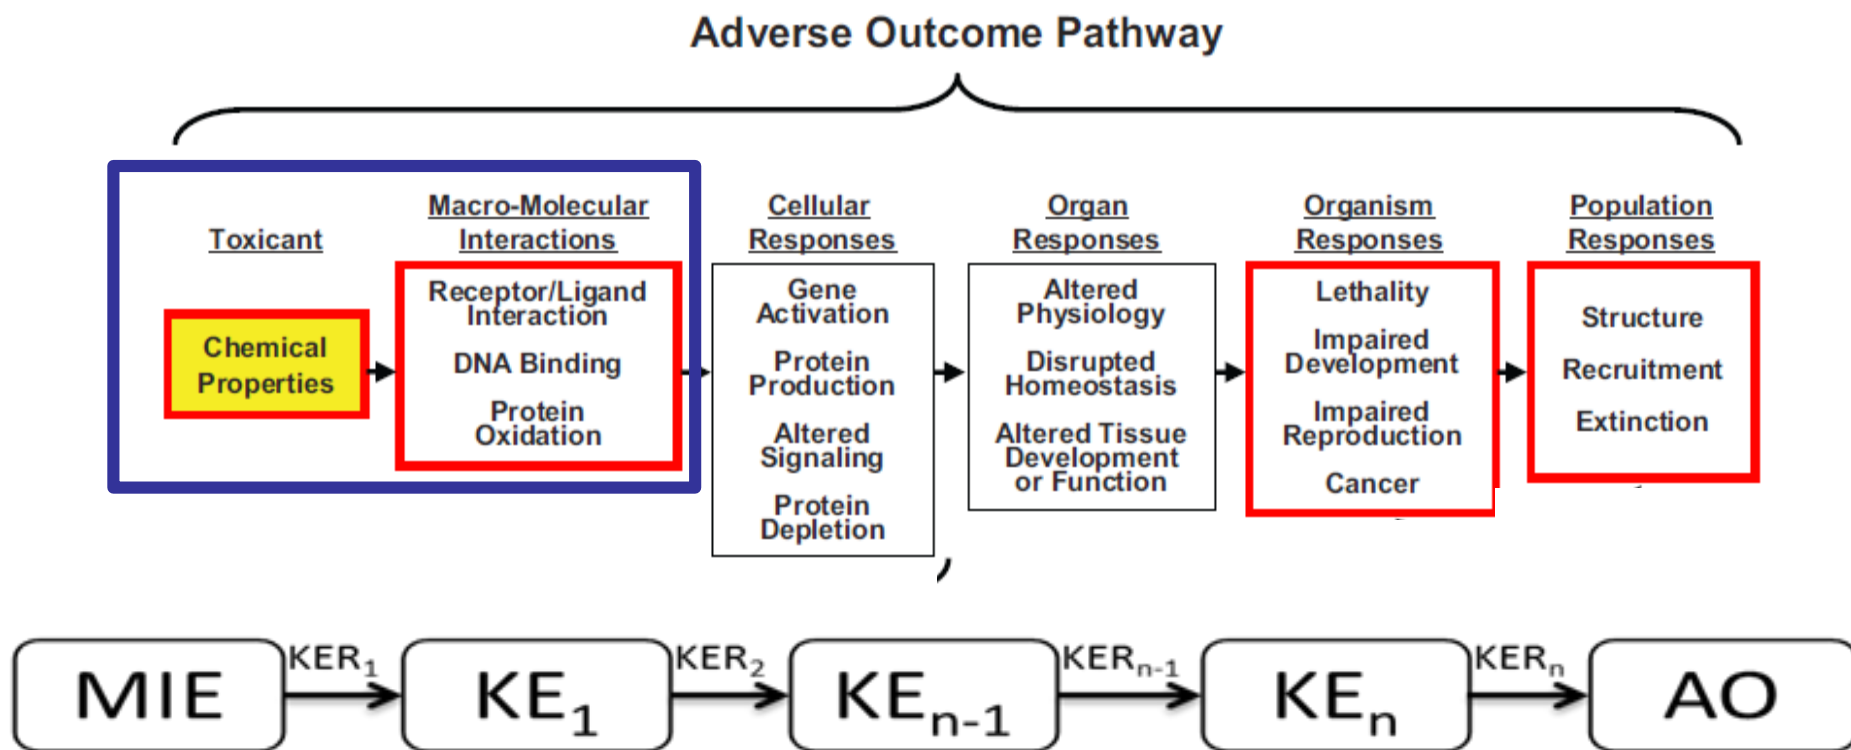 Adverse Outcome Pathway
Toxicant
Chemical
Properties
Macro-Molecular
Interactions
Receptor/Ligand
Interaction
DNA Binding
Protein
Oxidation
Cellular
Responses
Gene
Activation
Protein
Production
Altered
Signaling
Protein
Depletion
Organ
Responses
Altered
Physiology
Disrupted
Homeostasis
Altered Tissue
Development
or Function
Organism
Responses
Lethality
Impaired
Development
Impaired
Reproduction
Cancer
Population
Responses
Structure
Recruitment
Extinction
MIE
KER1
KE1
KER2
KEn-1
KERn-1
KEn
KERn
AO